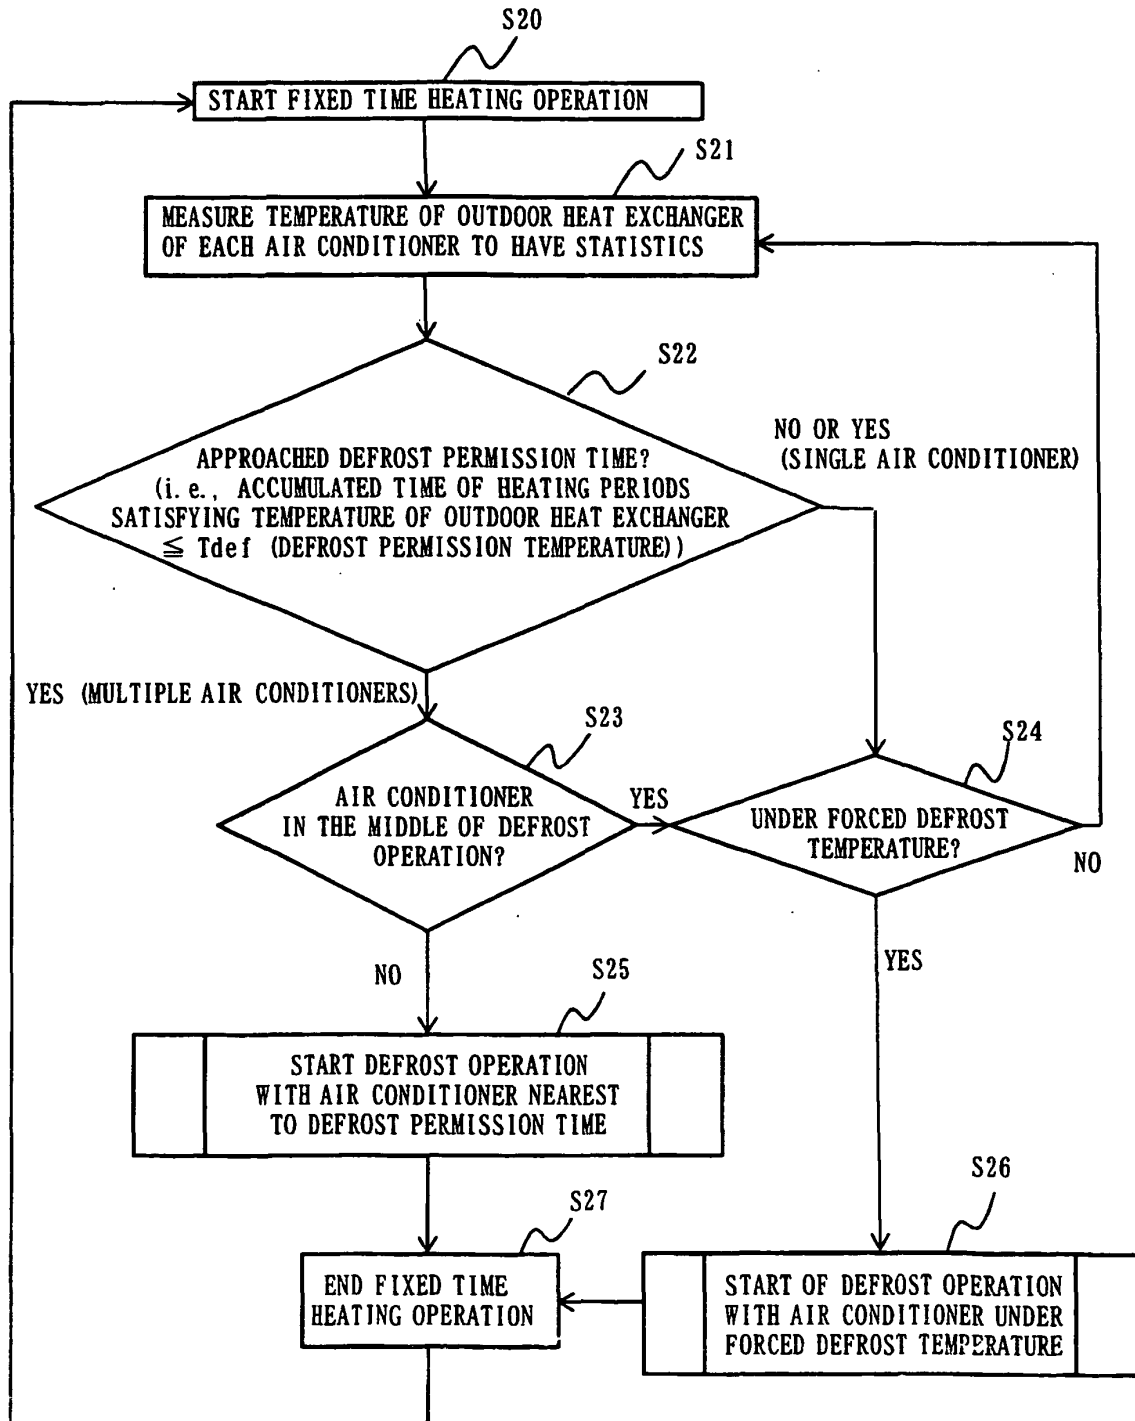 S20
START FIXED TIME HEATING OPERATION
S21
MEASURE TEMPERATURE OF OUTDOOR HEAT EXCHANGER
OF EACH AIR CONDITIONER TO HAVE STATISTICS
S22
NO OR YES
(SINGLE AIR CONDITIONER)
APPROACHED DEFROST PERMISSION TIME?
(i.e., ACCUMULATED TIME OF HEATING PERIODS
SATISFYING TEMPERATURE OF OUTDOOR HEAT EXCHANGER
≦ Tdef (DEFROST PERMISSION TEMPERATURE))
YES (MULTIPLE AIR CONDITIONERS)
S23
S24
AIR CONDITIONER
IN THE MIDDLE OF DEFROST
OPERATION?
YES
UNDER FORCED DEFROST
TEMPERATURE?
NO
NO
YES
S25
START DEFROST OPERATION
WITH AIR CONDITIONER NEAREST
TO DEFROST PERMISSION TIME
S26
S27
END FIXED TIME
HEATING OPERATION
START OF DEFROST OPERATION
WITH AIR CONDITIONER UNDER
FORCED DEFROST TEMPERATURE